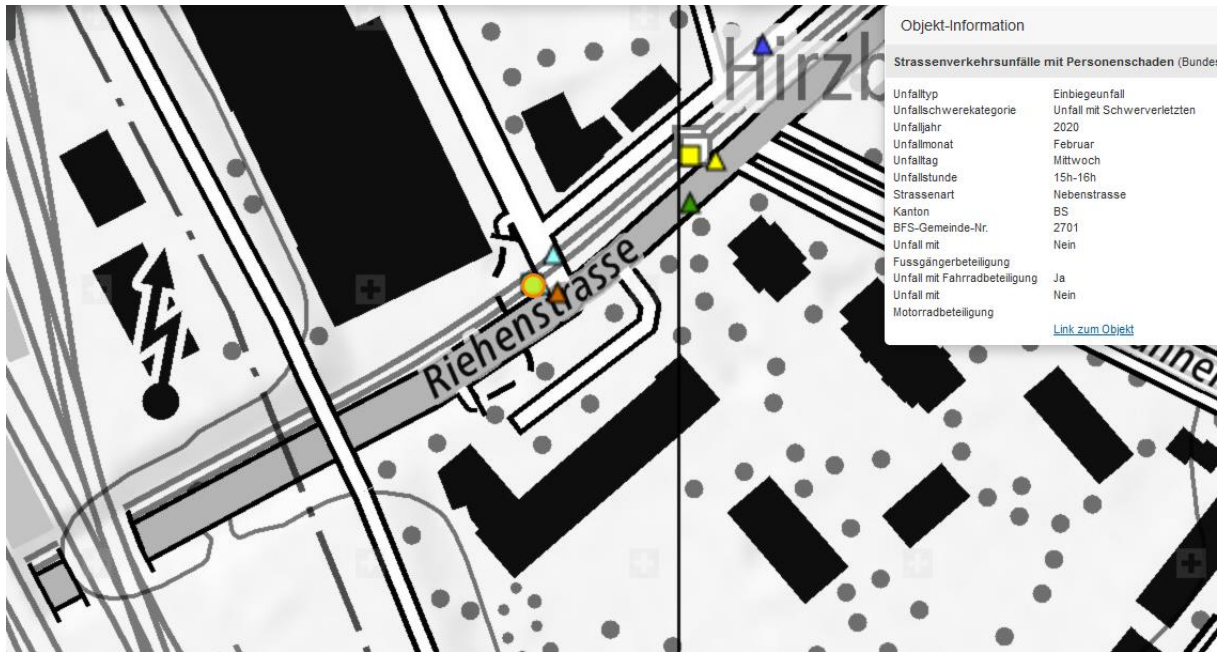 Hirzb
Riehenstrasse
Objekt-Information
Strassenverkehrsunfälle mit Personenschaden (Bundes
Unfalltyp Einbiegeunfall
Unfallschwerekategorie Unfall mit Schwerverletzten
Unfalljahr 2020
Unfallmonat Februar
Unfalltag Mittwoch
Unfallstunde 15h-16h
Strassenart Nebenstrasse
Kanton BS
BFS-Gemeinde-Nr. 2701
Unfall mit Nein
Fussgängerbeteiligung
Unfall mit Fahrradbeteiligung Ja
Unfall mit Nein
Motorradbeteiligung
Link zum Objekt